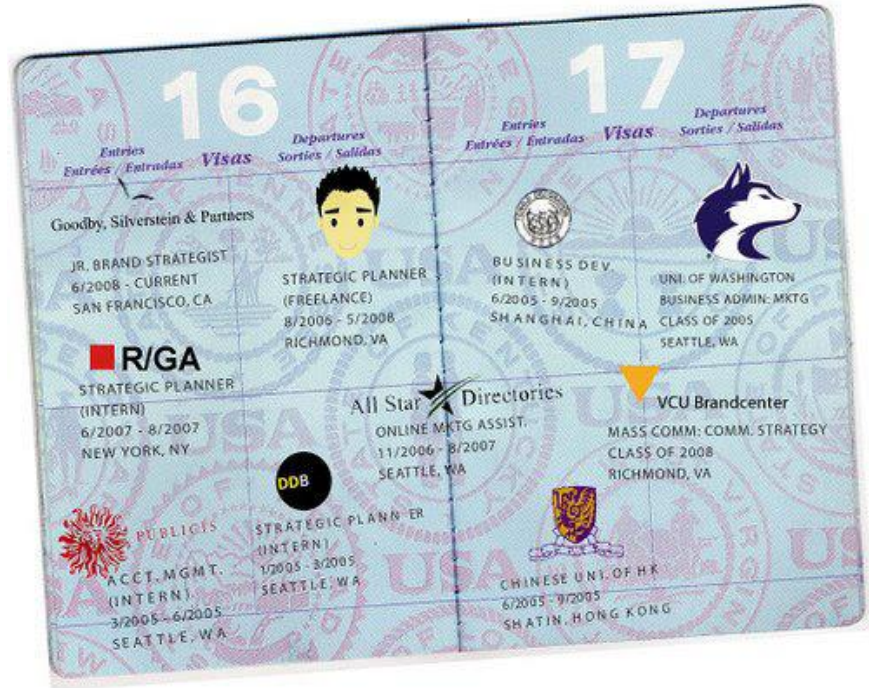 16
Entries
Entrées / Entradas
Visas
Departures
Sorties / Salidas
Goodby, Silverstein & Partners
JR. BRAND STRATEGIST
6/2008 - CURRENT
SAN FRANCISCO, CA
STRATEGIC PLANNER
(FREELANCE)
8/2006 - 5/2008
RICHMOND, VA
R/GA
STRATEGIC PLANNER
(INTERN)
6/2007 - 8/2007
NEW YORK, NY
All Star Directories
ONLINE MKTG ASSIST.
11/2006 - 8/2007
SEATTLE, WA
PUBLICIS
ACCT. MGMT.
(INTERN)
3/2005 - 6/2005
SEATTLE, WA
DDB
STRATEGIC PLANNER
(INTERN)
1/2005 - 3/2005
SEATTLE, WA
17
Entries
Entrées / Entradas
Visas
Departures
Sorties / Salidas
BUSINESS DEV.
(INTERN)
6/2005 - 9/2005
SHANGHAI, CHINA
UNI. OF WASHINGTON
BUSINESS ADMIN: MKTG
CLASS OF 2005
SEATTLE, WA
VCU Brandcenter
MASS COMM: COMM. STRATEGY
CLASS OF 2008
RICHMOND, VA
CHINESE UNI. OF HK
6/2005 - 9/2005
SHATIN, HONG KONG
USA
USA
USA
USA